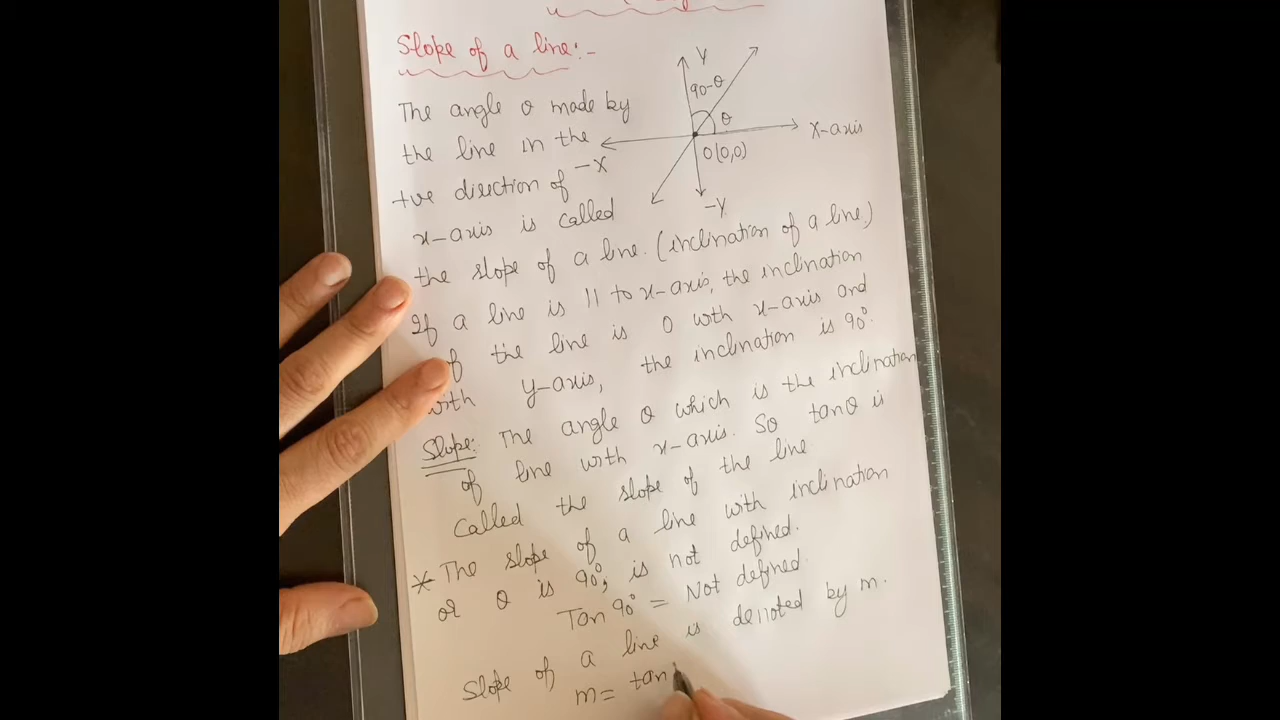 Slope of a line:-
Y
90-θ
θ
X-axis
-X
O(0,0)
-Y
The angle θ made by
the line in the
+ve direction of
x-axis is called
the slope of a line. (inclination of a line.)
If a line is || to x-axis, the inclination
of the line is 0 with x-axis and
with y-axis, the inclination is 90°.
Slope: The angle θ which is the inclination
of line with x-axis. So tanθ is
called the slope of the line
* The slope of a line with inclination
or θ is 90°, is not defined.
Tan 90° = Not defined.
Slope of a line is denoted by m.
m= tan